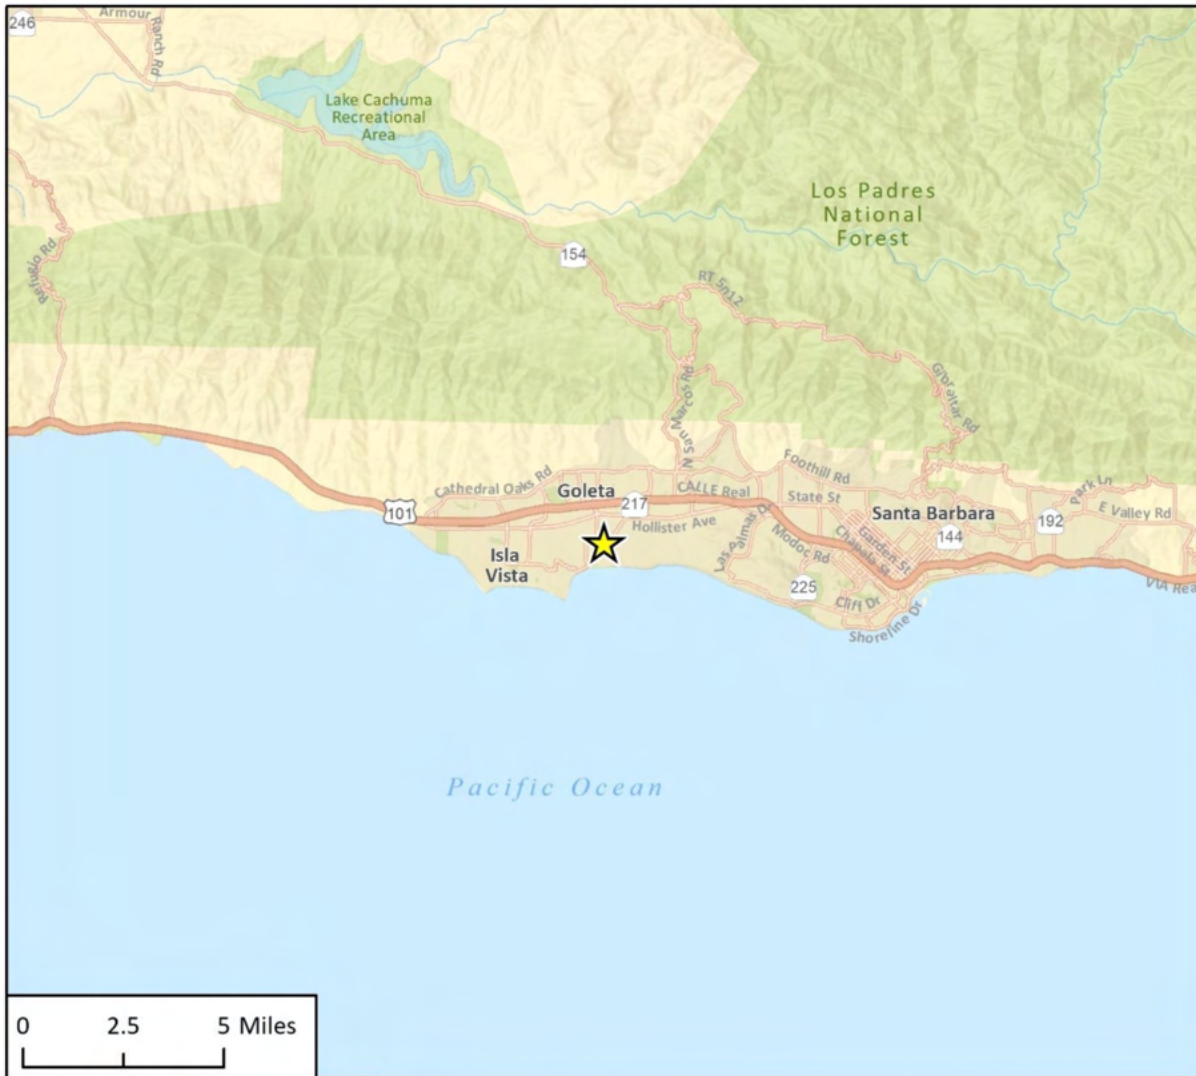 246
Armour
Ranch Rd
Lake Cachuma
Recreational
Area
Los Padres
National
Forest
Refugio Rd
154
RT 5n12
N San Marcos Rd
Gibraltar Rd
Foothill Rd
Cathedral Oaks Rd
Goleta
217
CALLE Real
State St
Park Ln
E Valley Rd
101
Hollister Ave
Santa Barbara
192
144
Isla
Vista
Las Palmas Dr
Modoc Rd
Garden St
Chapala St
225
Cliff Dr
VIA Rea
Shoreline Dr
Pacific Ocean
0 2.5 5 Miles